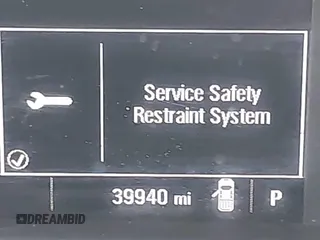 Service Safety
Restraint System
39940 mi
P
DREAMBID